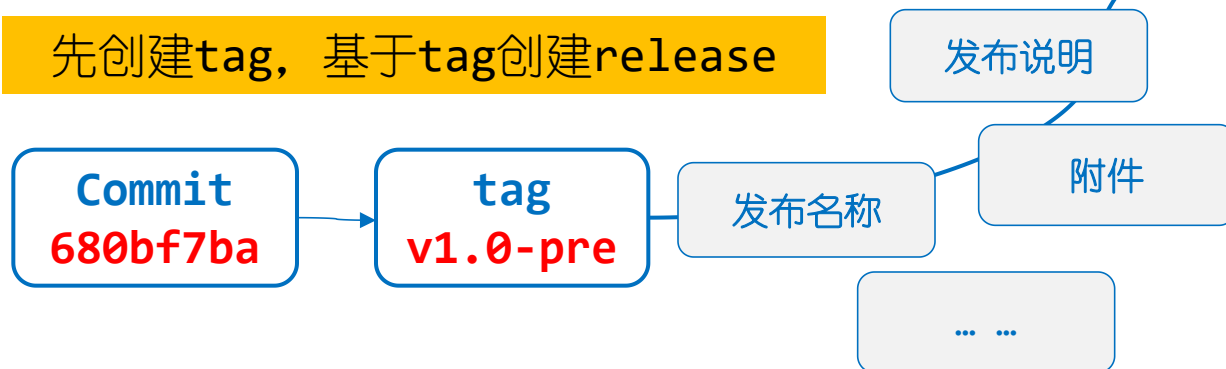 先创建tag，基于tag创建release
发布说明
Commit
680bf7ba
tag
v1.0-pre
发布名称
附件
… …